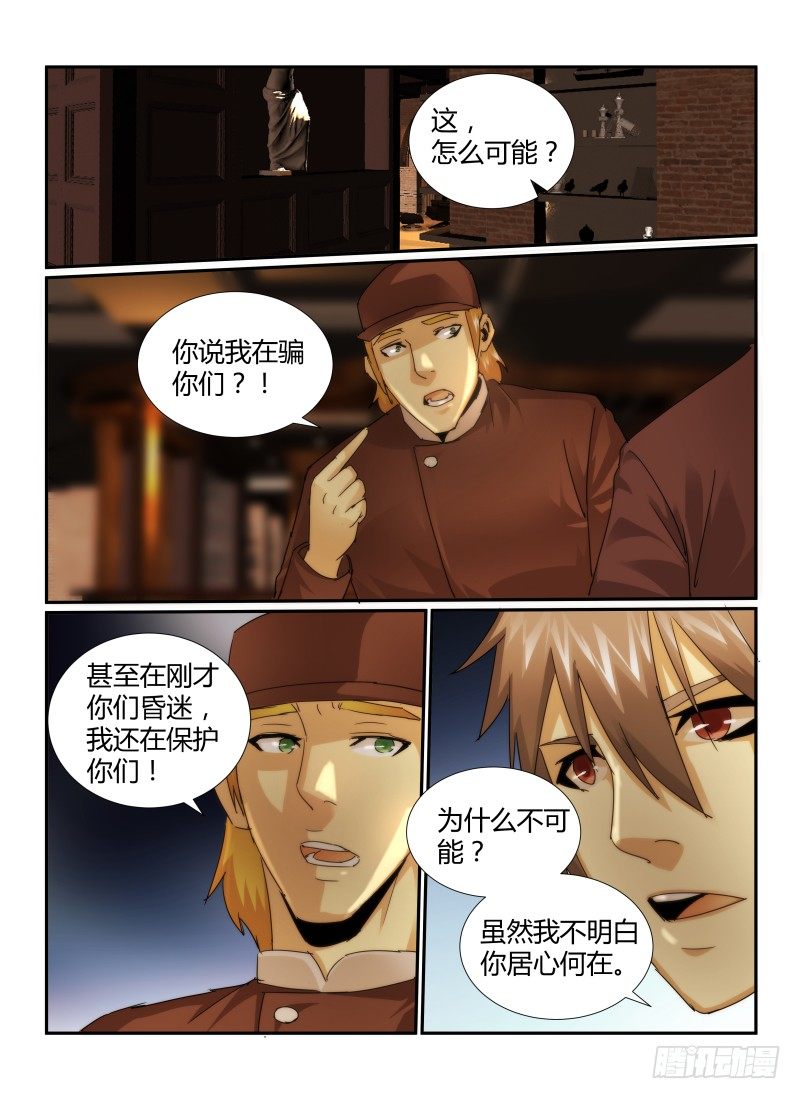 这，
怎么可能？
你说我在骗
你们？！
甚至在刚才
你们昏迷，
我还在保护
你们！
为什么不可
能？
虽然我不明白
你居心何在。
腾讯动漫